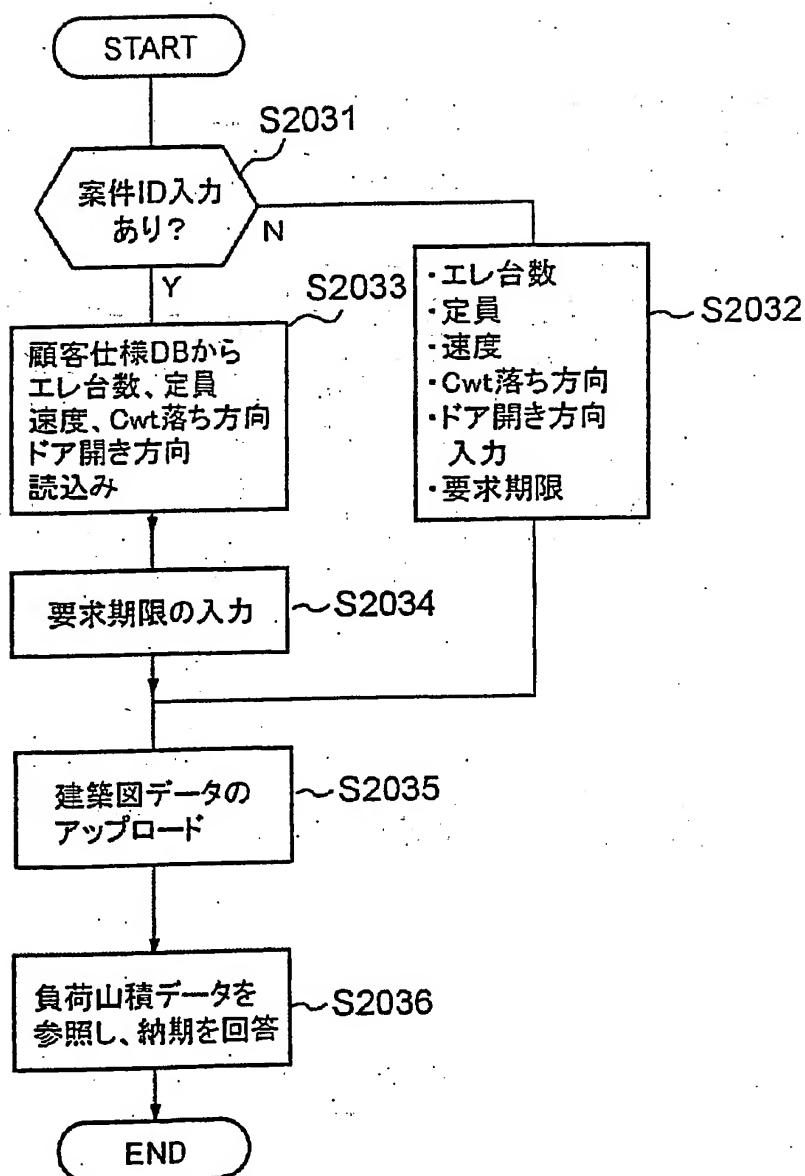 START
S2031
案件ID入力
あり?
N
Y
S2033
顧客仕様DBから
エレ台数、定員
速度、Cwt落ち方向
ドア開き方向
読込み
・エレ台数
・定員
・速度
・Cwt落ち方向
・ドア開き方向
入力
・要求期限
S2032
要求期限の入力
S2034
建築図データの
アップロード
S2035
負荷山積データを
参照し、納期を回答
S2036
END